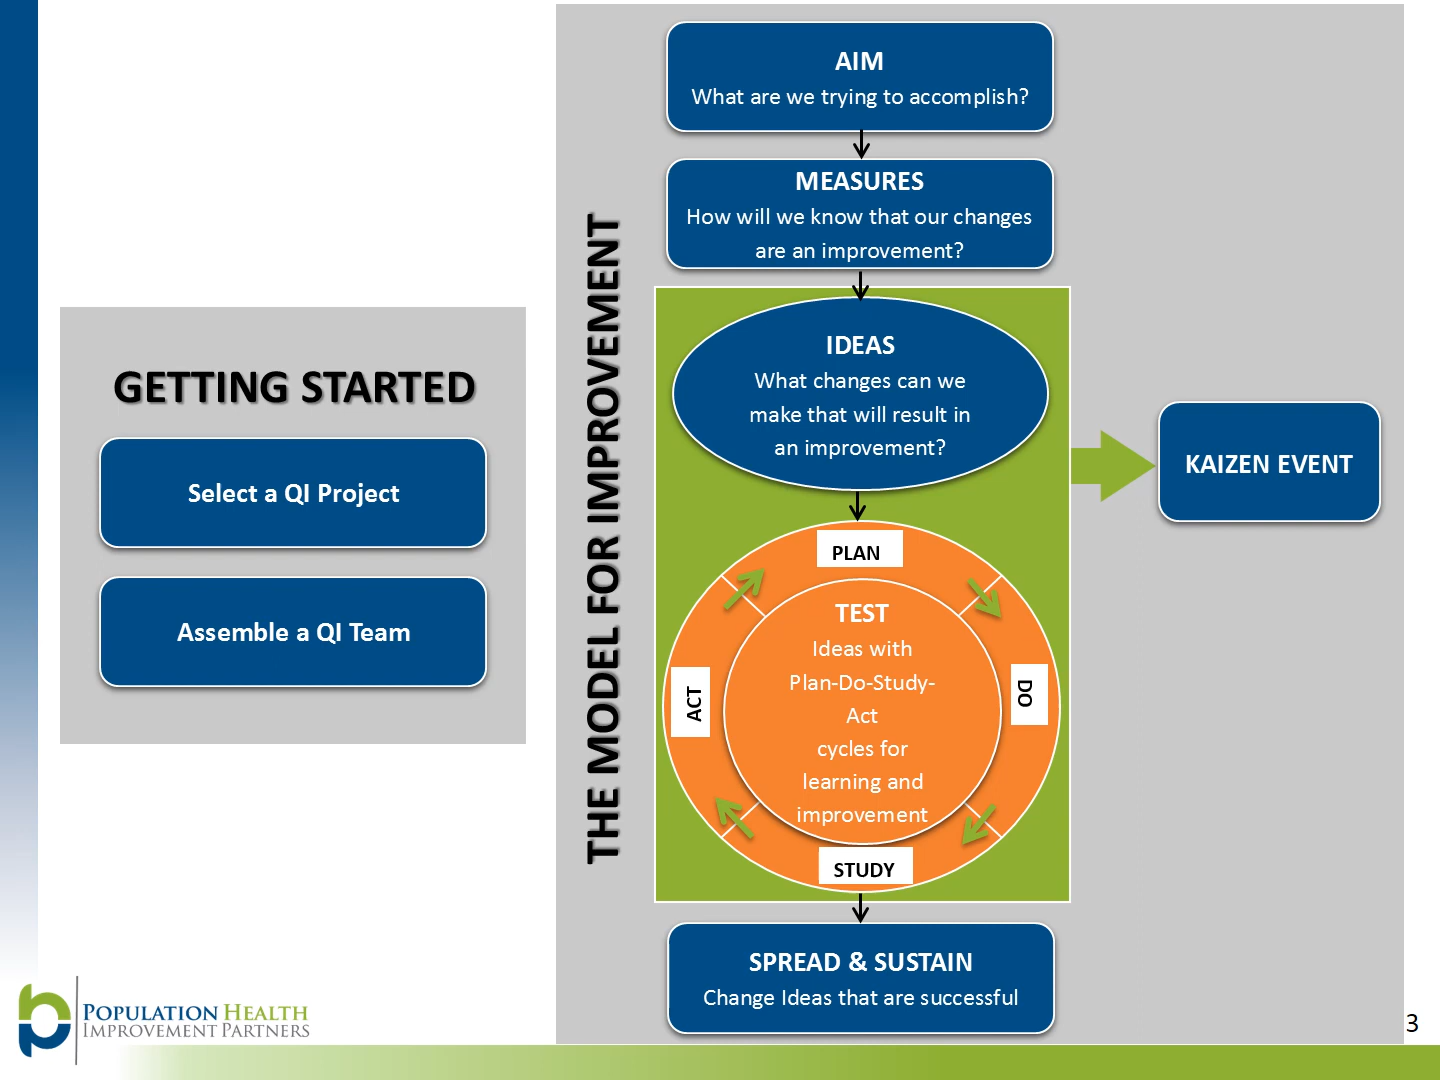 GETTING STARTED
Select a QI Project
Assemble a QI Team
THE MODEL FOR IMPROVEMENT
AIM
What are we trying to accomplish?
MEASURES
How will we know that our changes
are an improvement?
IDEAS
What changes can we
make that will result in
an improvement?
KAIZEN EVENT
PLAN
TEST
Ideas with
Plan-Do-Study-
Act
cycles for
learning and
improvement
DO
ACT
STUDY
SPREAD & SUSTAIN
Change Ideas that are successful
POPULATION HEALTH
IMPROVEMENT PARTNERS
3